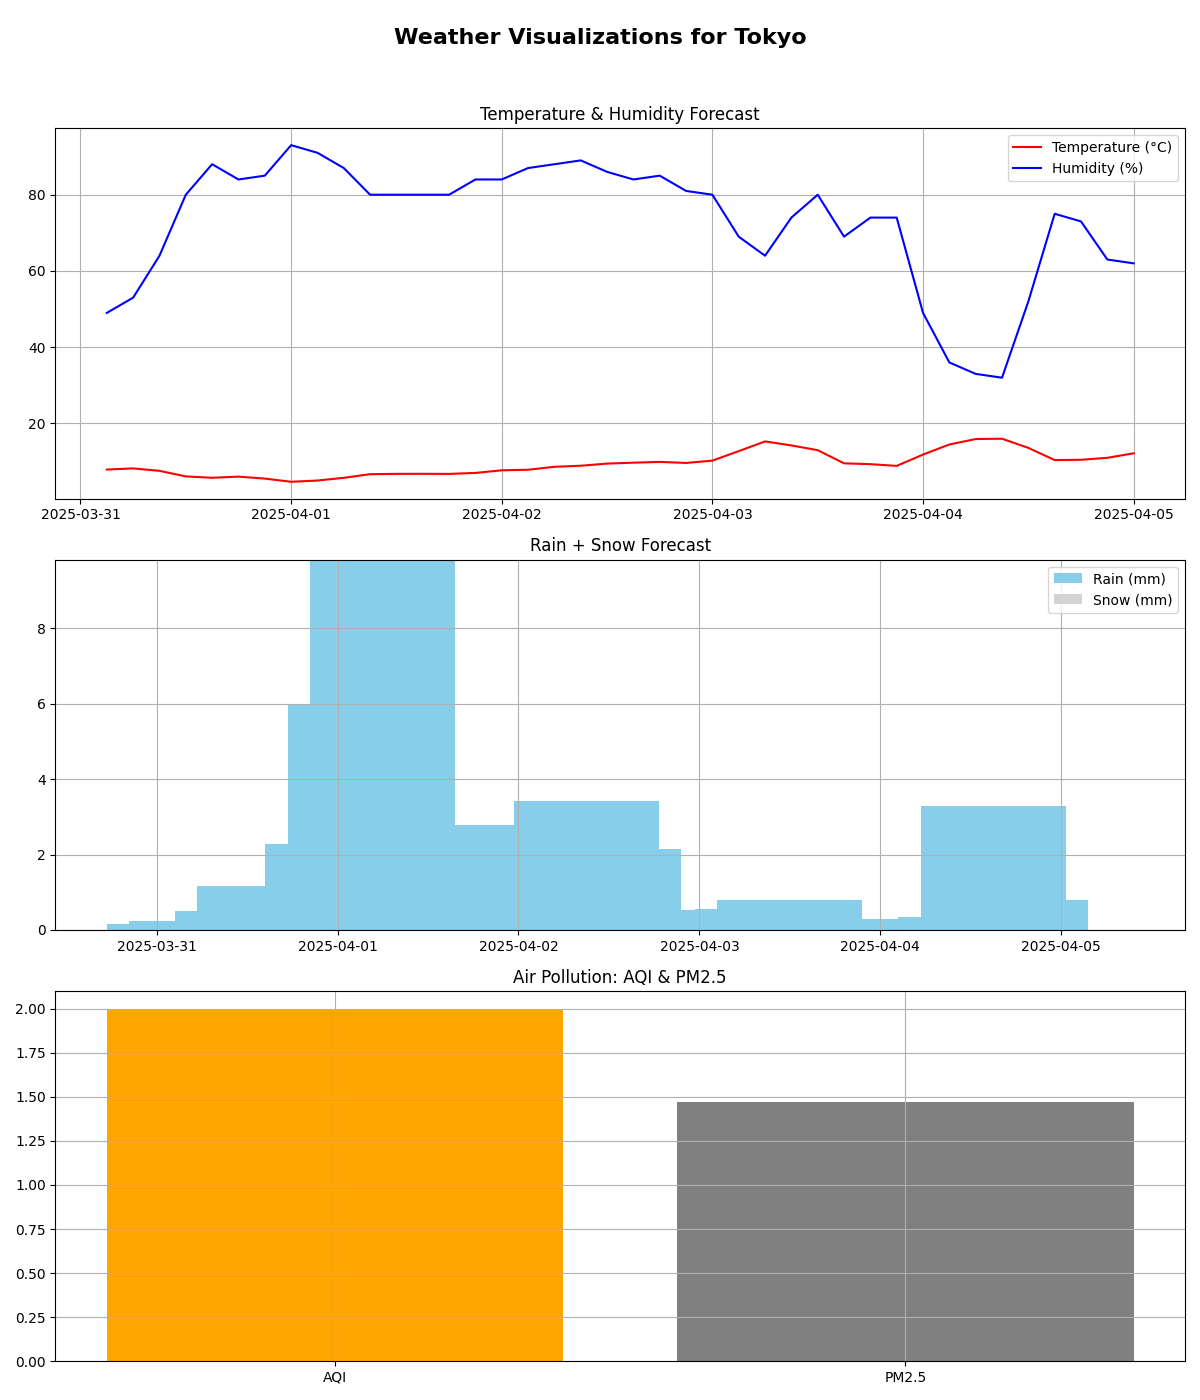 Weather Visualizations for Tokyo
Temperature & Humidity Forecast
Temperature (°C)
Humidity (%)
80
60
40
20
2025-03-31 2025-04-01 2025-04-02 2025-04-03 2025-04-04 2025-04-05
Rain + Snow Forecast
Rain (mm)
Snow (mm)
8
6
4
2
0
2025-03-31 2025-04-01 2025-04-02 2025-04-03 2025-04-04 2025-04-05
Air Pollution: AQI & PM2.5
2.00
1.75
1.50
1.25
1.00
0.75
0.50
0.25
0.00
AQI PM2.5